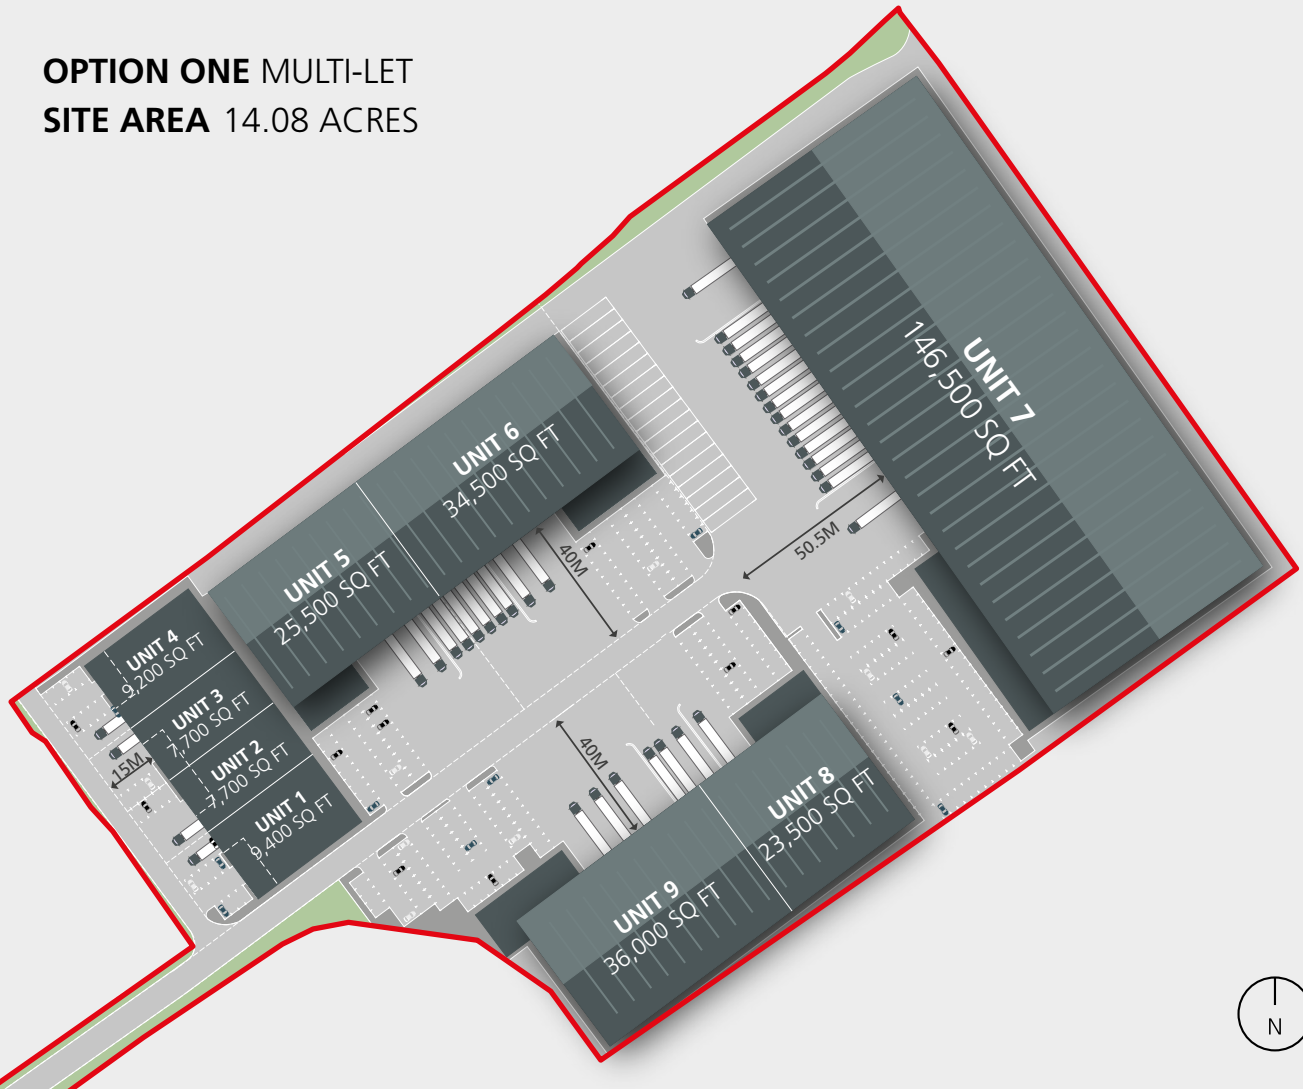 OPTION ONE MULTI-LET
SITE AREA 14.08 ACRES
UNIT 7
146,500 SQ FT
UNIT 6
34,500 SQ FT
UNIT 5
25,500 SQ FT
40M
50.5M
UNIT 4
9,200 SQ FT
UNIT 3
7,700 SQ FT
UNIT 2
7,700 SQ FT
UNIT 1
9,400 SQ FT
15M
40M
UNIT 8
23,500 SQ FT
UNIT 9
36,000 SQ FT
N